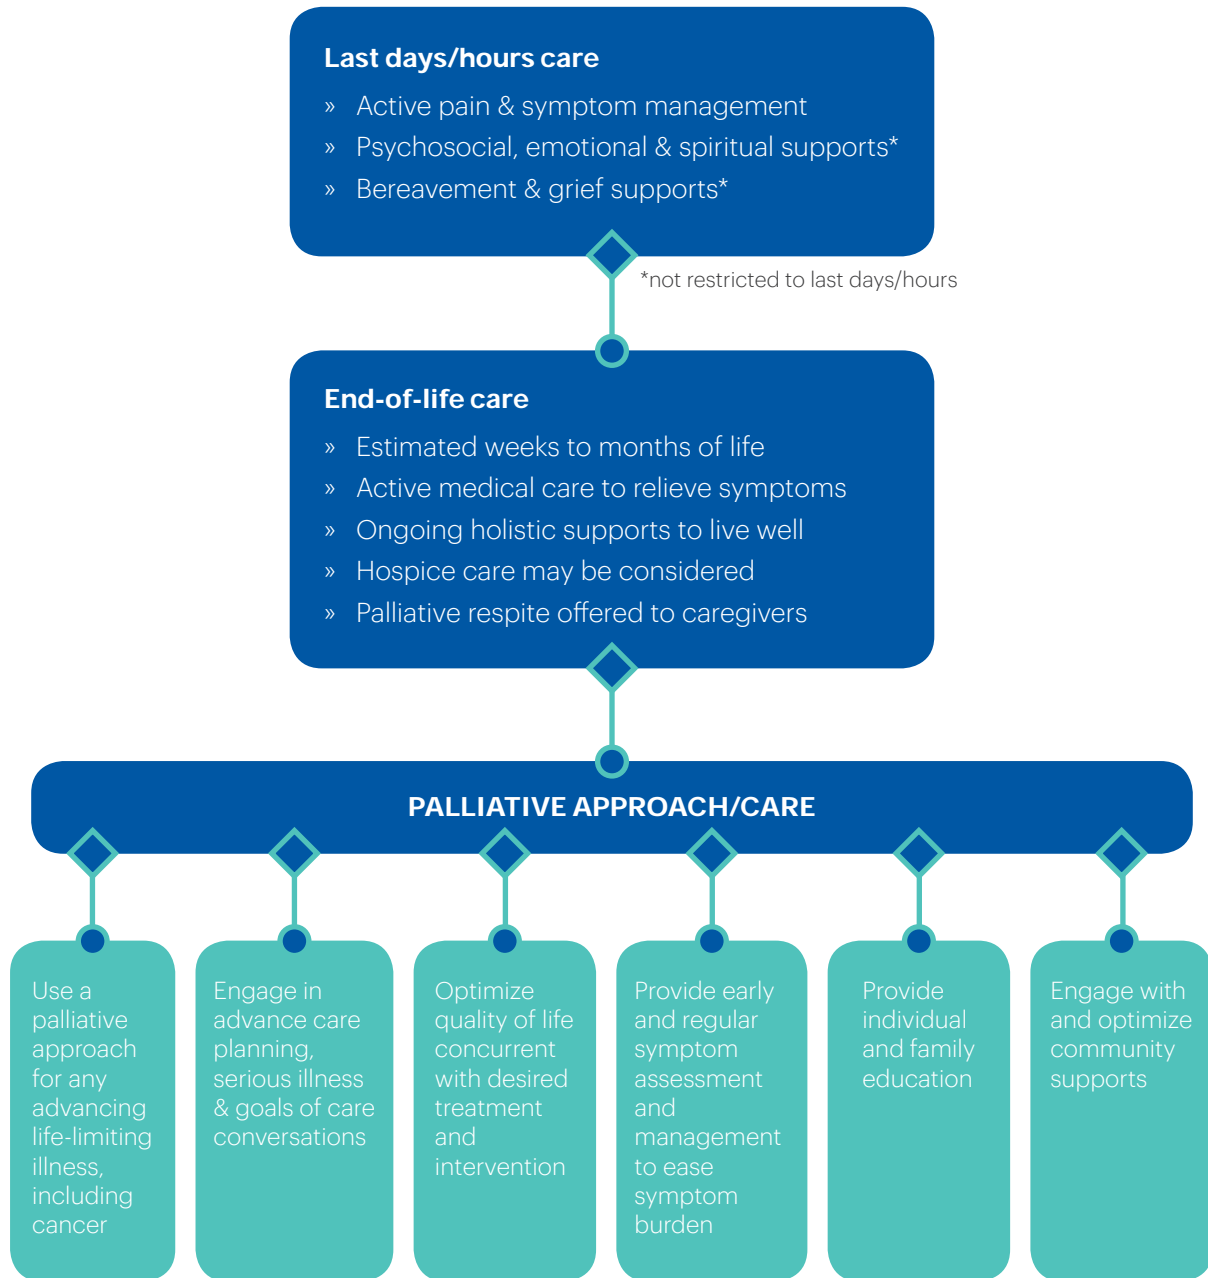 Last days/hours care
» Active pain & symptom management
» Psychosocial, emotional & spiritual supports*
» Bereavement & grief supports*
*not restricted to last days/hours
End-of-life care
» Estimated weeks to months of life
» Active medical care to relieve symptoms
» Ongoing holistic supports to live well
» Hospice care may be considered
» Palliative respite offered to caregivers
PALLIATIVE APPROACH/CARE
Use a
palliative
approach
for any
advancing
life-limiting
illness,
including
cancer
Engage in
advance care
planning,
serious illness
& goals of care
conversations
Optimize
quality of life
concurrent
with desired
treatment
and
intervention
Provide early
and regular
symptom
assessment
and
management
to ease
symptom
burden
Provide
individual
and family
education
Engage with
and optimize
community
supports